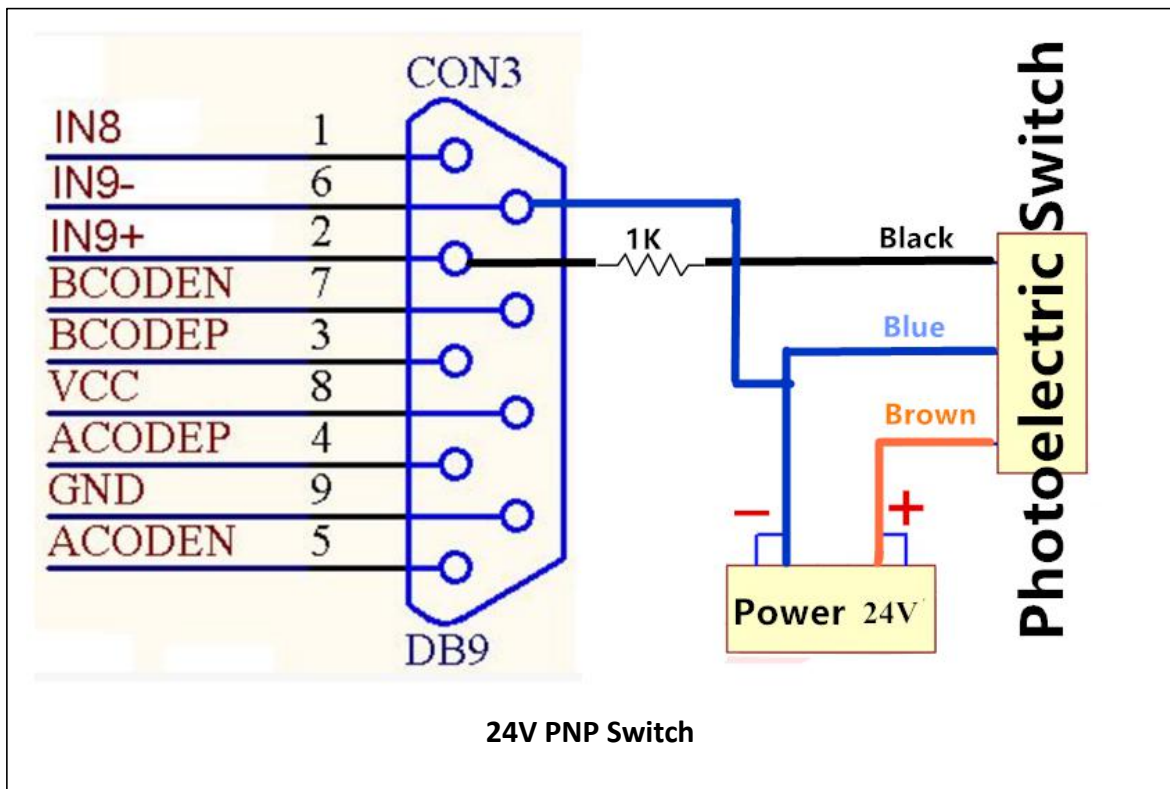 CON3
IN8 1
IN9- 6
IN9+ 2
BCODEN 7
BCODEP 3
VCC 8
ACODEP 4
GND 9
ACODEN 5
DB9
1K
Black
Blue
Brown
− +
Power 24V
Photoelectric Switch
24V PNP Switch